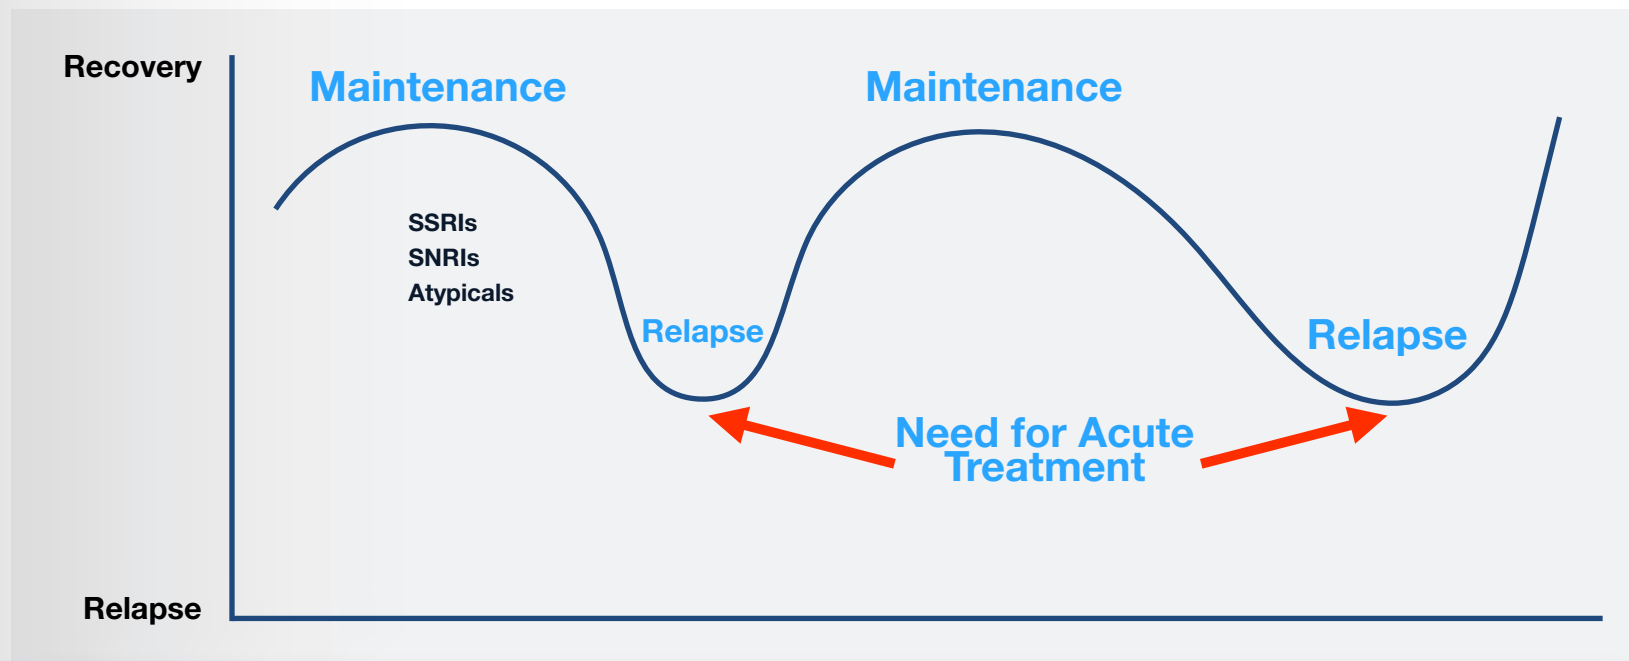 Recovery
Maintenance
Maintenance
SSRIs
SNRIs
Atypicals
Relapse
Relapse
Need for Acute
Treatment
Relapse